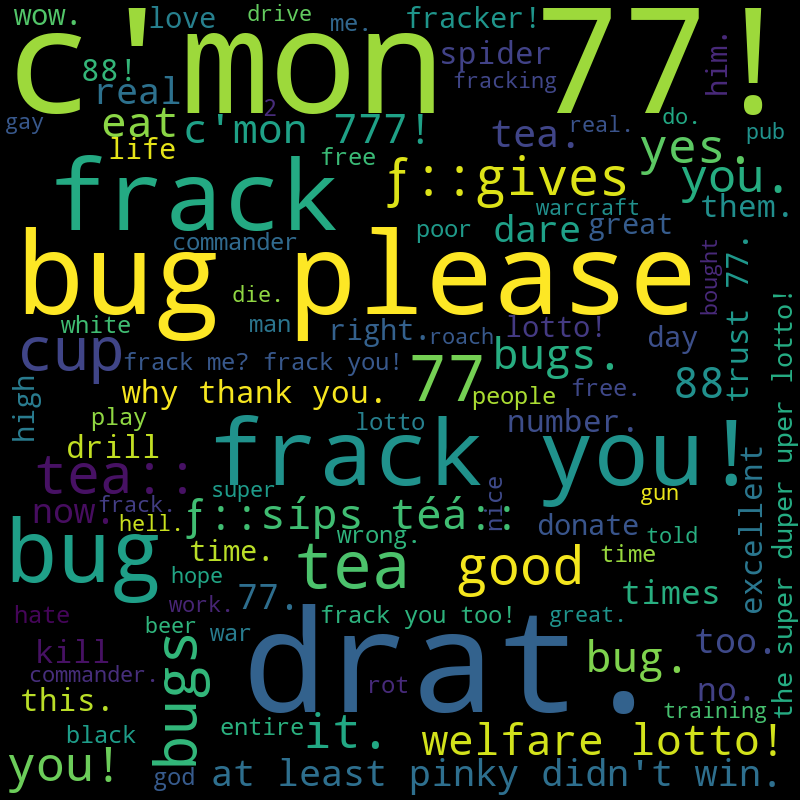 wow.
love
drive
me.
fracker!
c'mon 77!
88!
real
spider
fracking
him.
gay
eat
2
c'mon 777!
tea.
real.
do.
pub
life
free
yes.
frack
ƒ::gives
you.
warcraft
them.
commander
poor
dare
great
bug please
bought
die.
trust 77.
white
man
right.
roach
lotto!
day
the super duper uper lotto!
cup
frack me? frack you!
77
bugs.
high
why thank you.
people
free.
88
play
lotto
number.
drill
frack you!
tea::
super
nice
gun
excellent
now.
frack.
hell.
ƒ::síps téá::
wrong.
donate
told
bug
time.
tea
good
time
hope
77.
times
hate
work.
frack you too!
great.
beer
war
drat.
too.
kill
bugs
bug.
commander.
rot
no.
this.
training
black
entire
it.
welfare lotto!
you!
god
at least pinky didn't win.